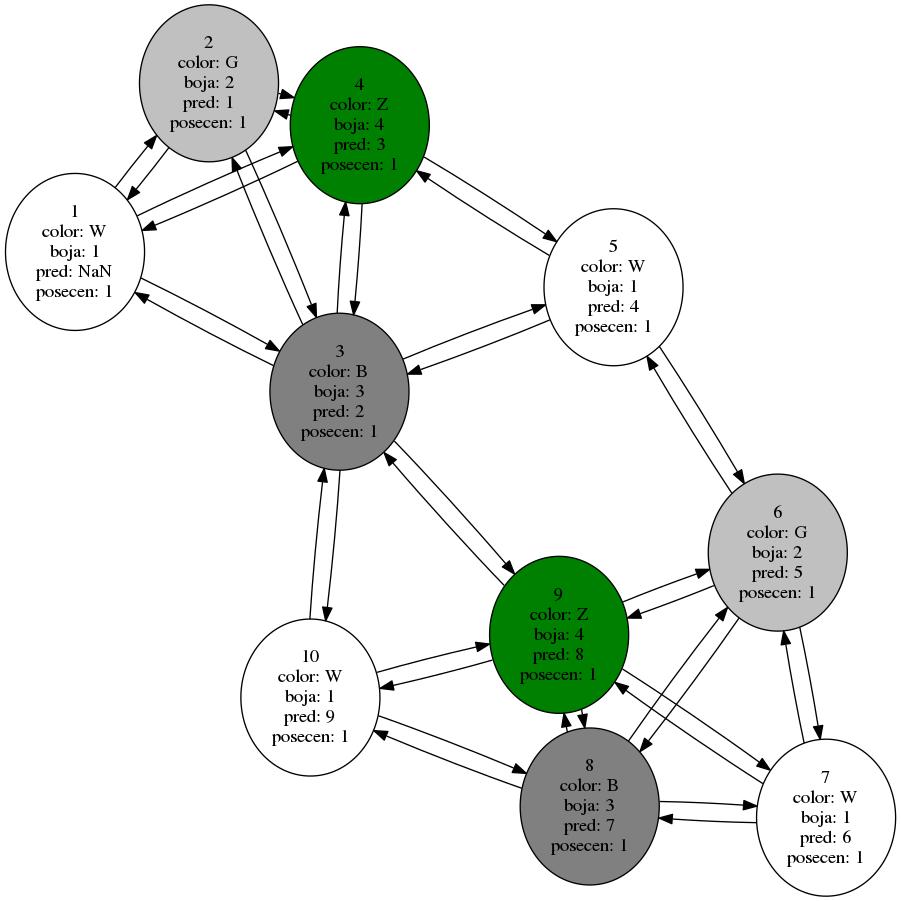 2
color: G
boja: 2
pred: 1
posecen: 1
4
color: Z
boja: 4
pred: 3
posecen: 1
1
color: W
boja: 1
pred: NaN
posecen: 1
5
color: W
boja: 1
pred: 4
posecen: 1
3
color: B
boja: 3
pred: 2
posecen: 1
6
color: G
boja: 2
pred: 5
posecen: 1
9
color: Z
boja: 4
pred: 8
posecen: 1
10
color: W
boja: 1
pred: 9
posecen: 1
8
color: B
boja: 3
pred: 7
posecen: 1
7
color: W
boja: 1
pred: 6
posecen: 1